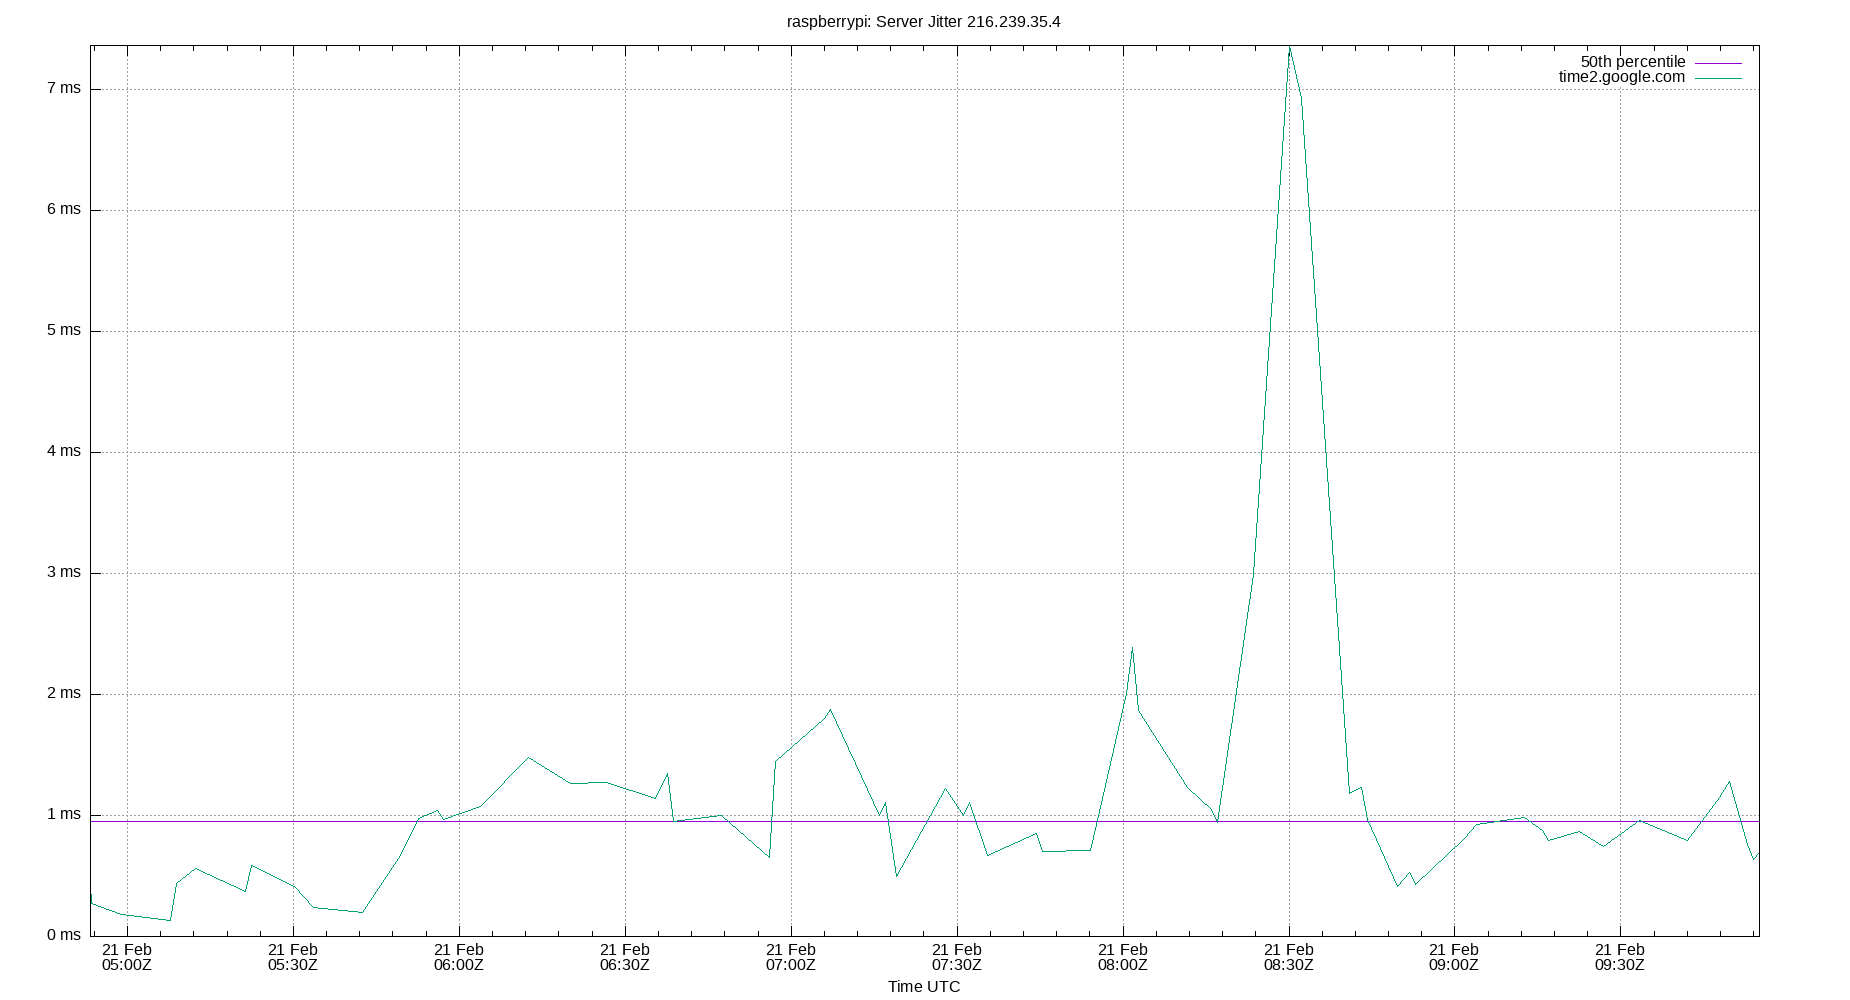 raspberrypi: Server Jitter 216.239.35.4
50th percentile
time2.google.com
7 ms
6 ms
5 ms
4 ms
3 ms
2 ms
1 ms
0 ms
21 Feb 21 Feb 21 Feb 21 Feb 21 Feb 21 Feb 21 Feb 21 Feb 21 Feb 21 Feb
05:00Z 05:30Z 06:00Z 06:30Z 07:00Z 07:30Z 08:00Z 08:30Z 09:00Z 09:30Z
Time UTC